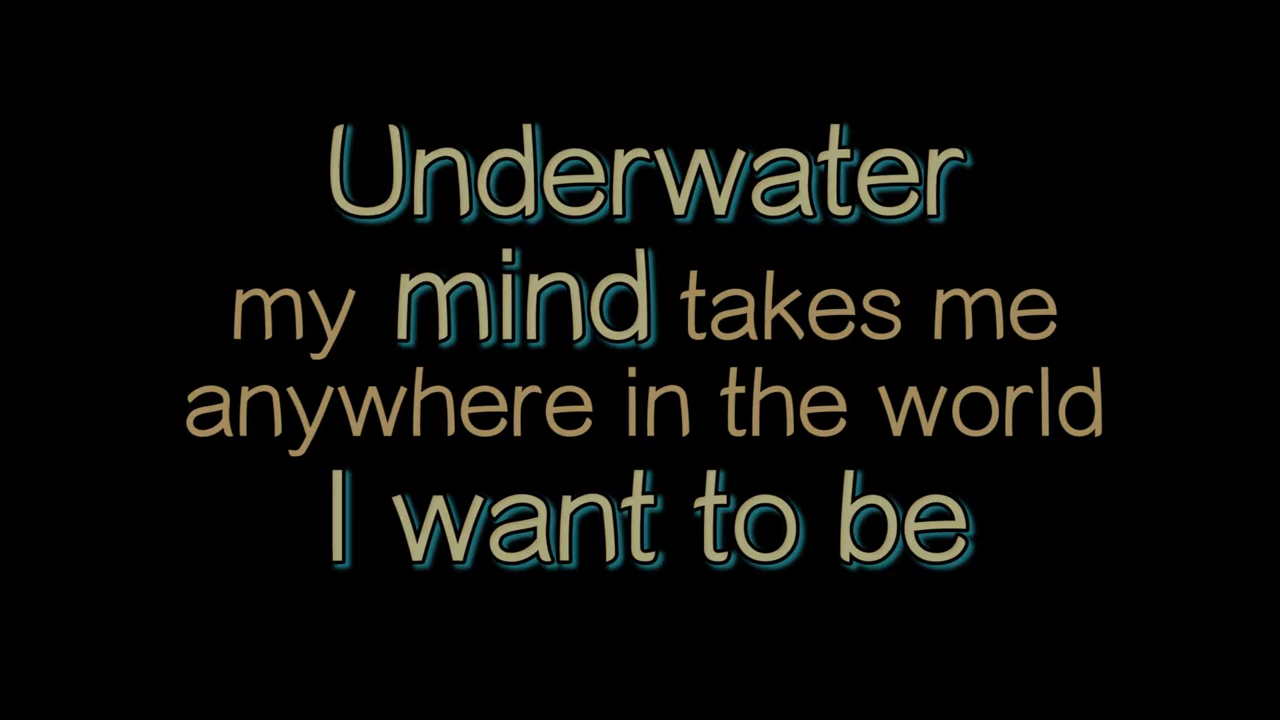 Underwater
my mind takes me
anywhere in the world
I want to be